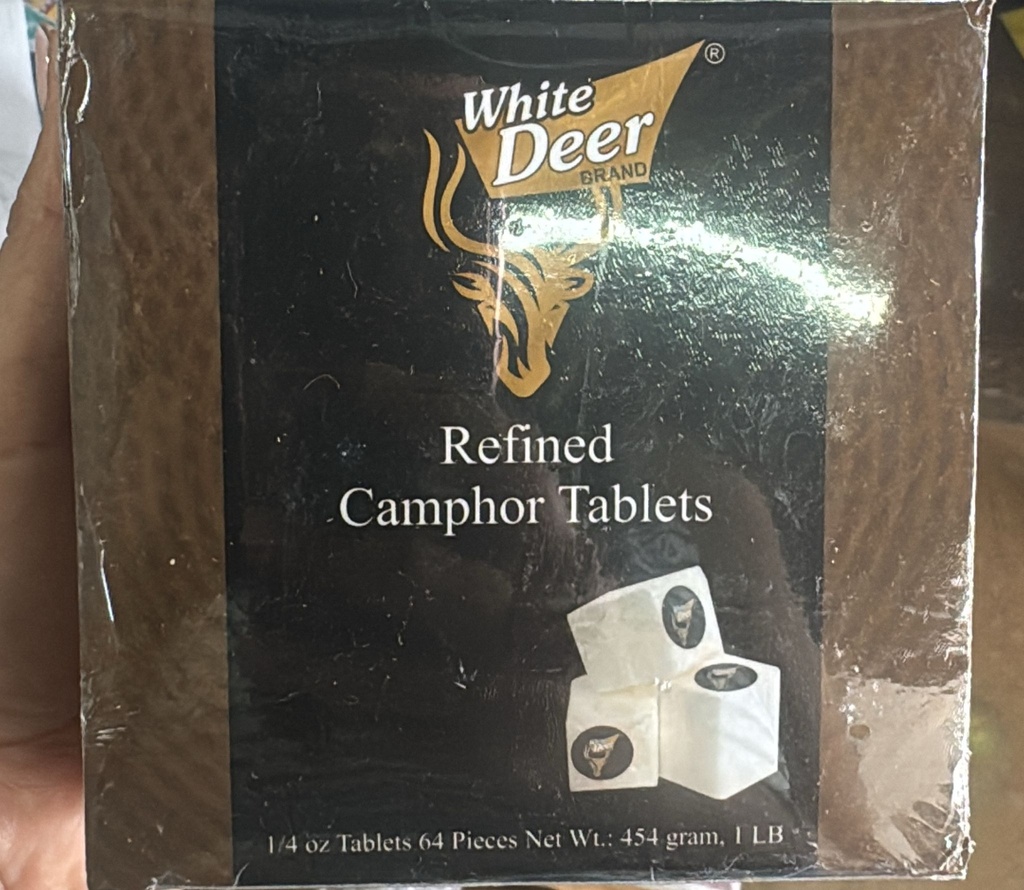 White
Deer
BRAND
®
Refined
Camphor Tablets
1/4 oz Tablets 64 Pieces Net Wt.: 454 gram, 1 LB